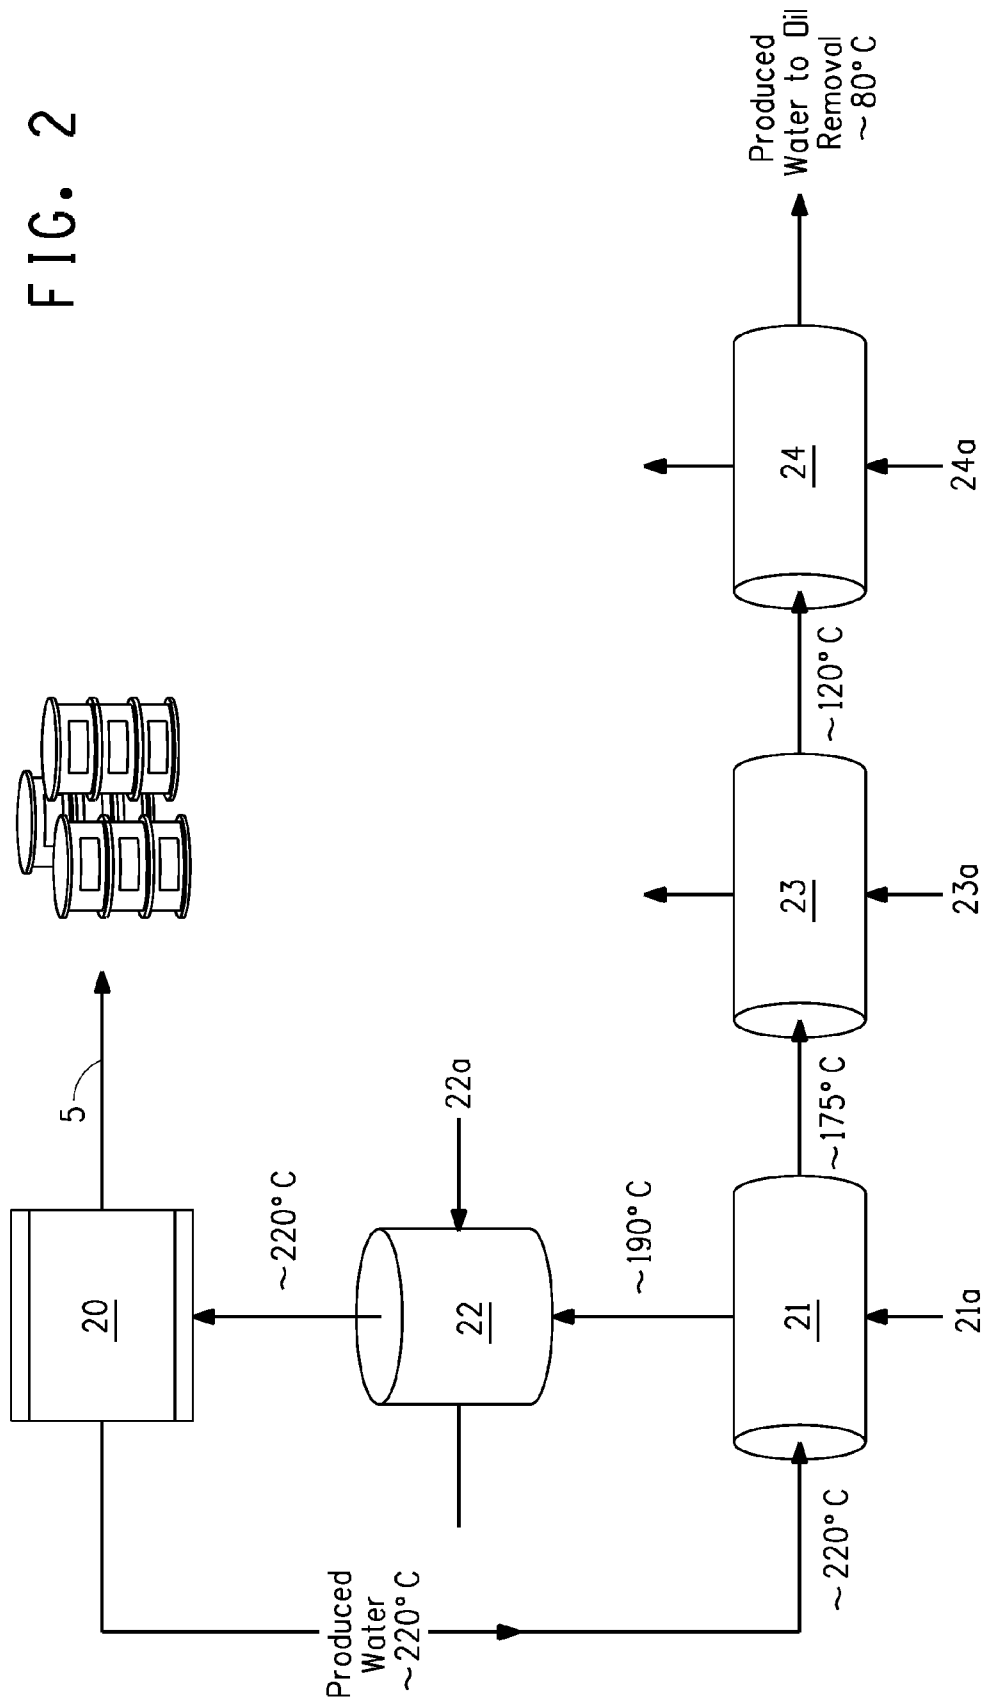 FIG. 2
5
20
~220°C
22
22a
~190°C
Produced
Water
~220°C
~220°C
21
21a
~175°C
23
23a
~120°C
24
24a
Produced
Water to Oil
Removal
~80°C